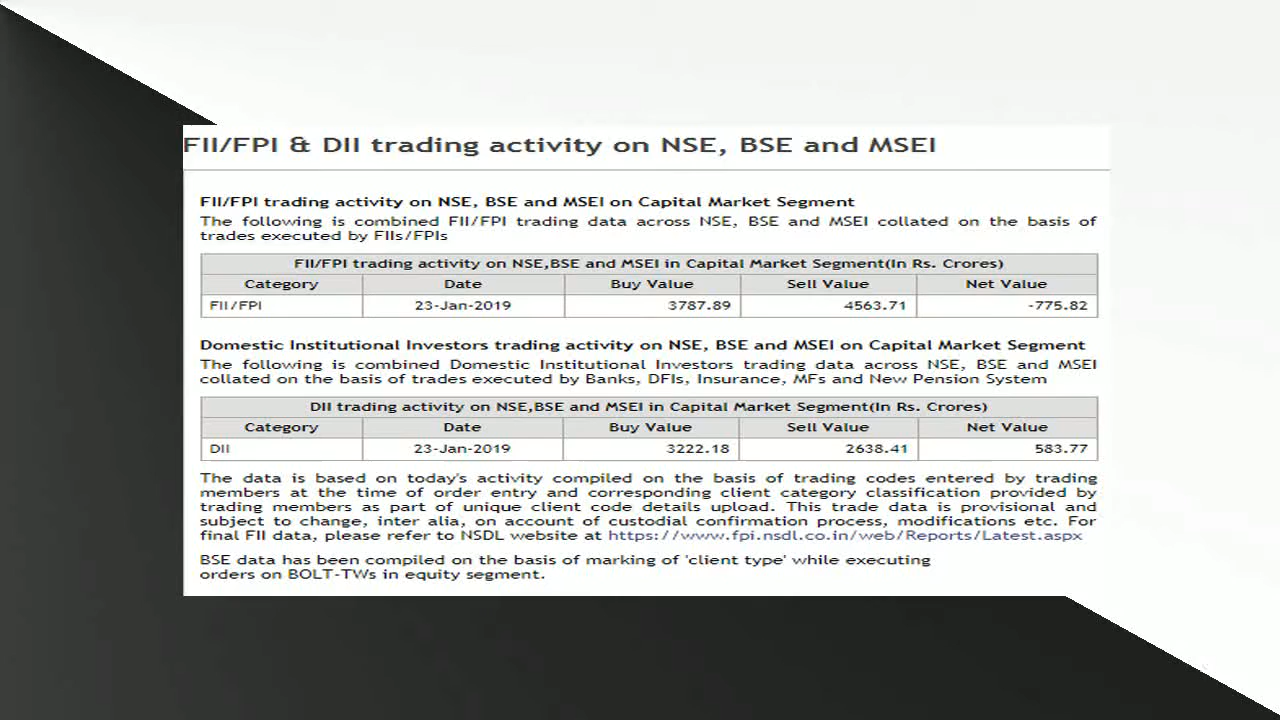 FII/FPI & DII trading activity on NSE, BSE and MSEI
FII/FPI trading activity on NSE, BSE and MSEI on Capital Market Segment
The following is combined FII/FPI trading data across NSE, BSE and MSEI collated on the basis of
trades executed by FIIs/FPIs
FII/FPI trading activity on NSE,BSE and MSEI in Capital Market Segment(In Rs. Crores)
Category Date Buy Value Sell Value Net Value
FII/FPI 23-Jan-2019 3787.89 4563.71 -775.82
Domestic Institutional Investors trading activity on NSE, BSE and MSEI on Capital Market Segment
The following is combined Domestic Institutional Investors trading data across NSE, BSE and MSEI
collated on the basis of trades executed by Banks, DFIs, Insurance, MFs and New Pension System
DII trading activity on NSE,BSE and MSEI in Capital Market Segment(In Rs. Crores)
Category Date Buy Value Sell Value Net Value
DII 23-Jan-2019 3222.18 2638.41 583.77
The data is based on today's activity compiled on the basis of trading codes entered by trading
members at the time of order entry and corresponding client category classification provided by
trading members as part of unique client code details upload. This trade data is provisional and
subject to change, inter alia, on account of custodial confirmation process, modifications etc. For
final FII data, please refer to NSDL website at https://www.fpi.nsdl.co.in/web/Reports/Latest.aspx
BSE data has been compiled on the basis of marking of 'client type' while executing
orders on BOLT-TWs in equity segment.